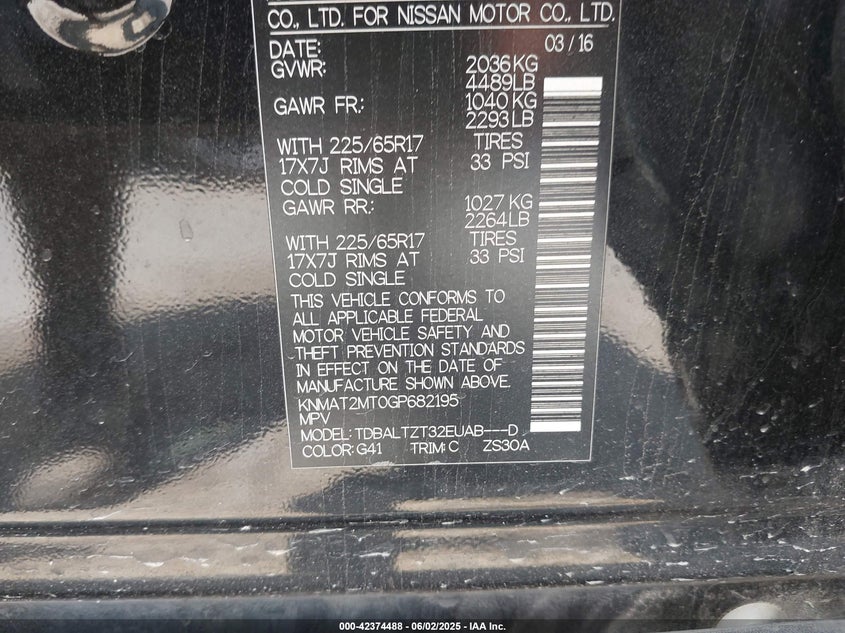 CO., LTD. FOR NISSAN MOTOR CO., LTD.
DATE: 03/16
GVWR: 2036KG
4489LB
GAWR FR: 1040KG
2293LB
WITH 225/65R17 TIRES
17X7J RIMS AT 33 PSI
COLD SINGLE
GAWR RR: 1027 KG
2264LB
WITH 225/65R17 TIRES
17X7J RIMS AT 33 PSI
COLD SINGLE
THIS VEHICLE CONFORMS TO
ALL APPLICABLE FEDERAL
MOTOR VEHICLE SAFETY AND
THEFT PREVENTION STANDARDS
IN EFFECT ON THE DATE OF
MANUFACTURE SHOWN ABOVE.
KNMAT2MT0GP682195
MPV
MODEL: TDBALTZT32EUAB---D
COLOR: G41 TRIM: C ZS30A
000-42374488 - 06/02/2025 - IAA Inc.